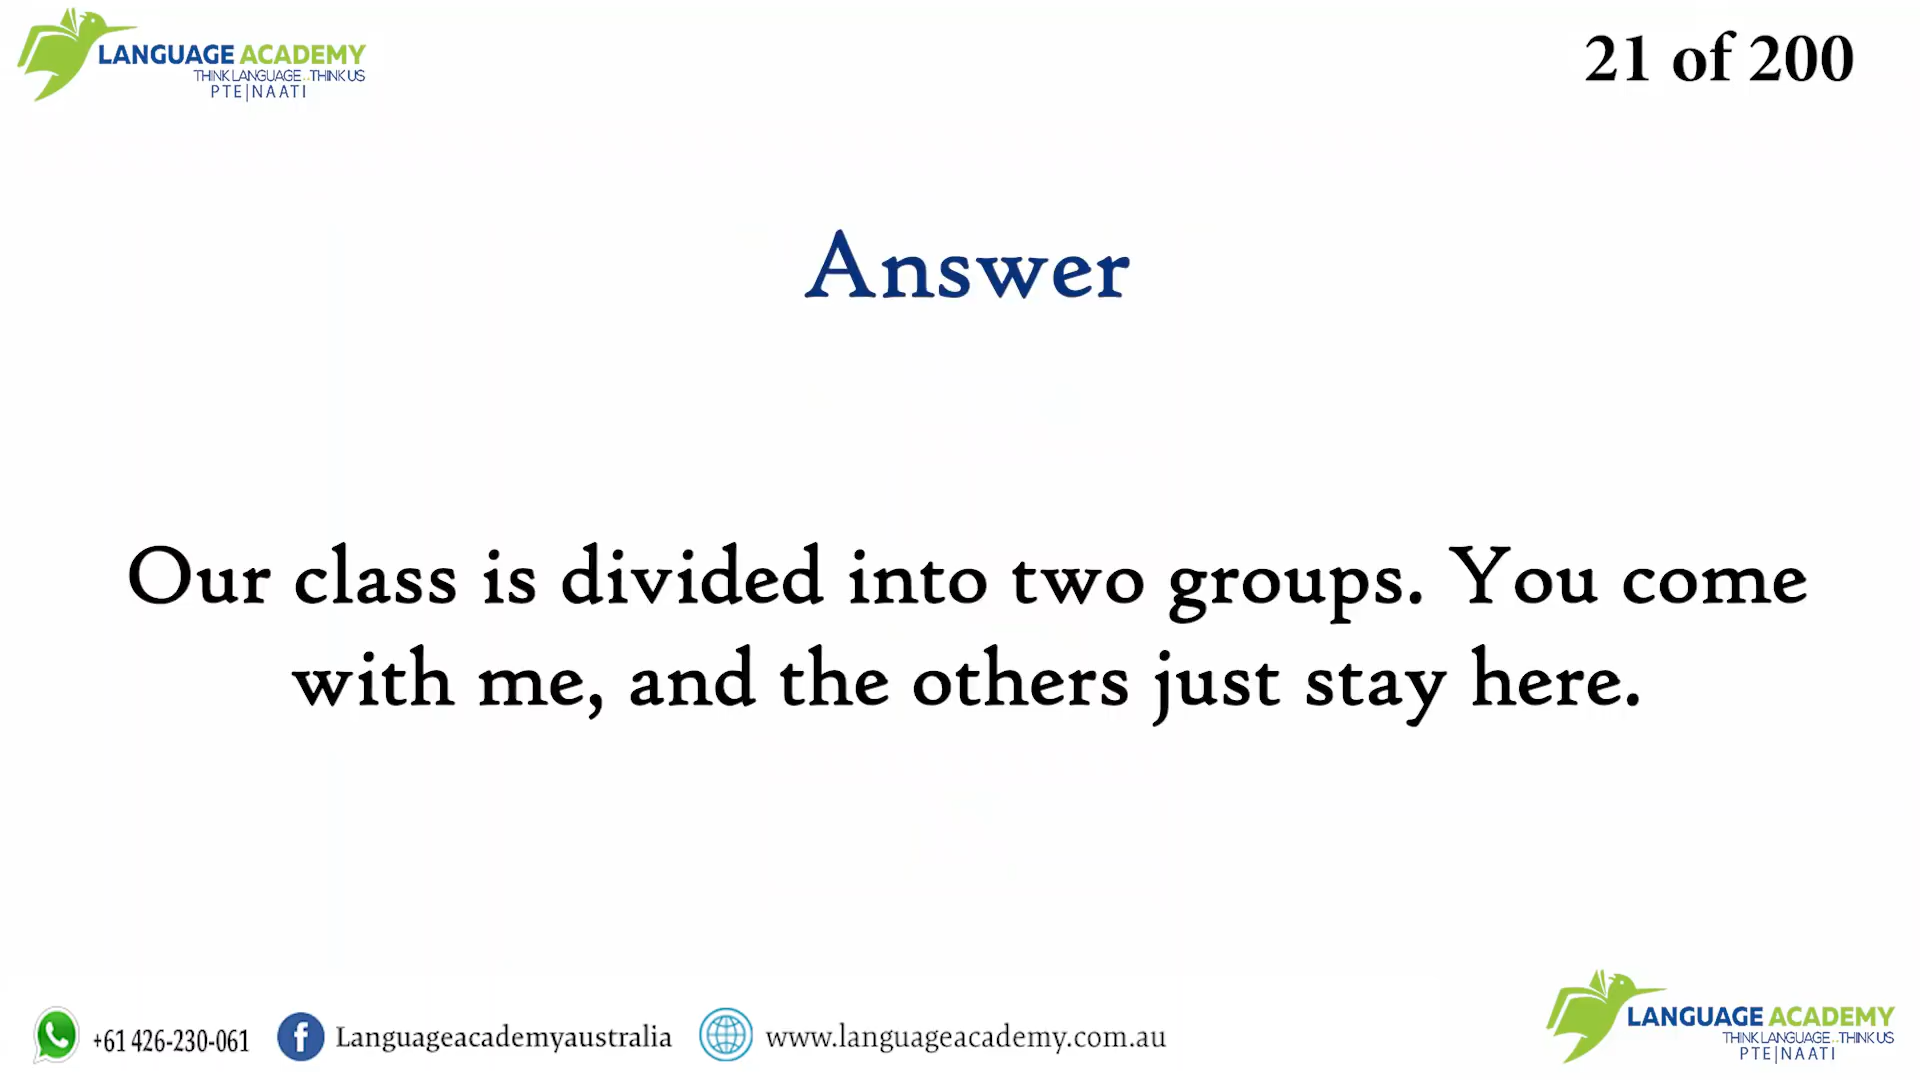 LANGUAGE ACADEMY
THINK LANGUAGE..THINK US
PTE|NAATI
21 of 200
Answer
Our class is divided into two groups. You come
with me, and the others just stay here.
+61 426-230-061
f
Languageacademyaustralia
www.languageacademy.com.au
LANGUAGE ACADEMY
THINK LANGUAGE..THINK US
PTE|NAATI